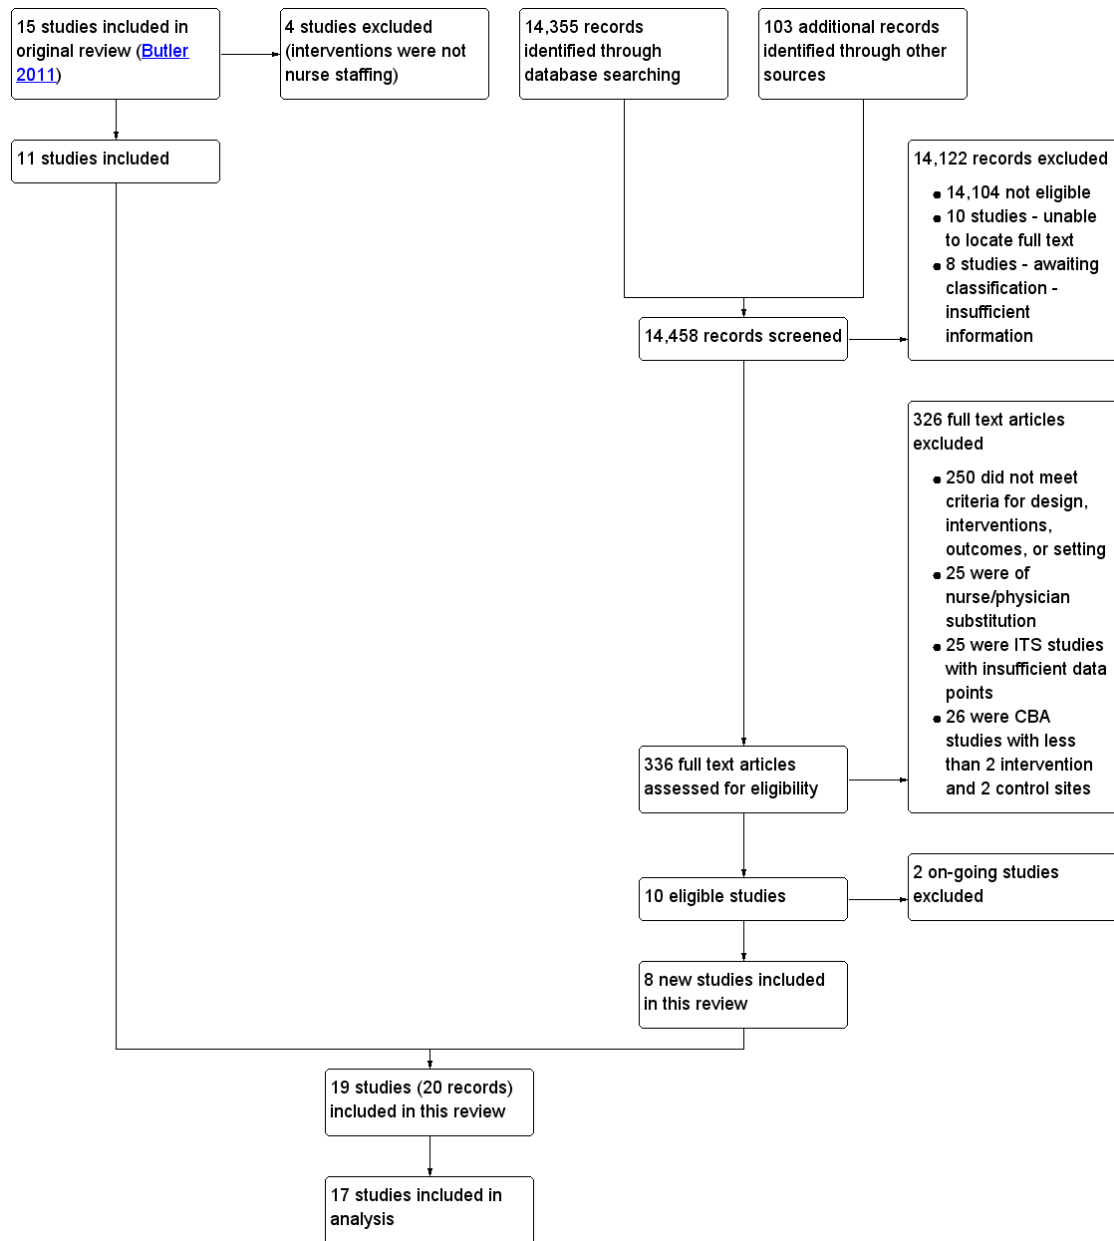 15 studies included in
original review (Butler
2011)
4 studies excluded
(interventions were not
nurse staffing)
14,355 records
identified through
database searching
103 additional records
identified through other
sources
11 studies included
14,122 records excluded
• 14,104 not eligible
• 10 studies - unable
to locate full text
• 8 studies - awaiting
classification -
insufficient
information
14,458 records screened
326 full text articles
excluded
• 250 did not meet
criteria for design,
interventions,
outcomes, or setting
• 25 were of
nurse/physician
substitution
• 25 were ITS studies
with insufficient data
points
• 26 were CBA
studies with less
than 2 intervention
and 2 control sites
336 full text articles
assessed for eligibility
10 eligible studies
2 on-going studies
excluded
8 new studies included
in this review
19 studies (20 records)
included in this review
17 studies included in
analysis